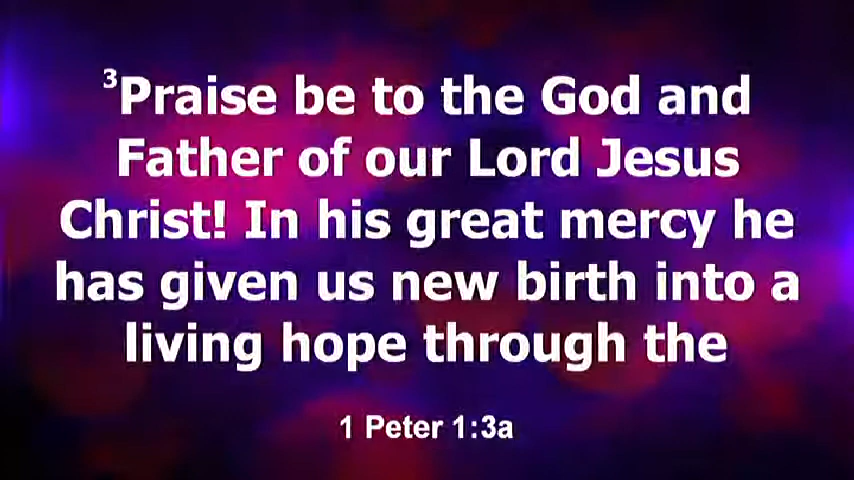 ³Praise be to the God and
Father of our Lord Jesus
Christ! In his great mercy he
has given us new birth into a
living hope through the
1 Peter 1:3a